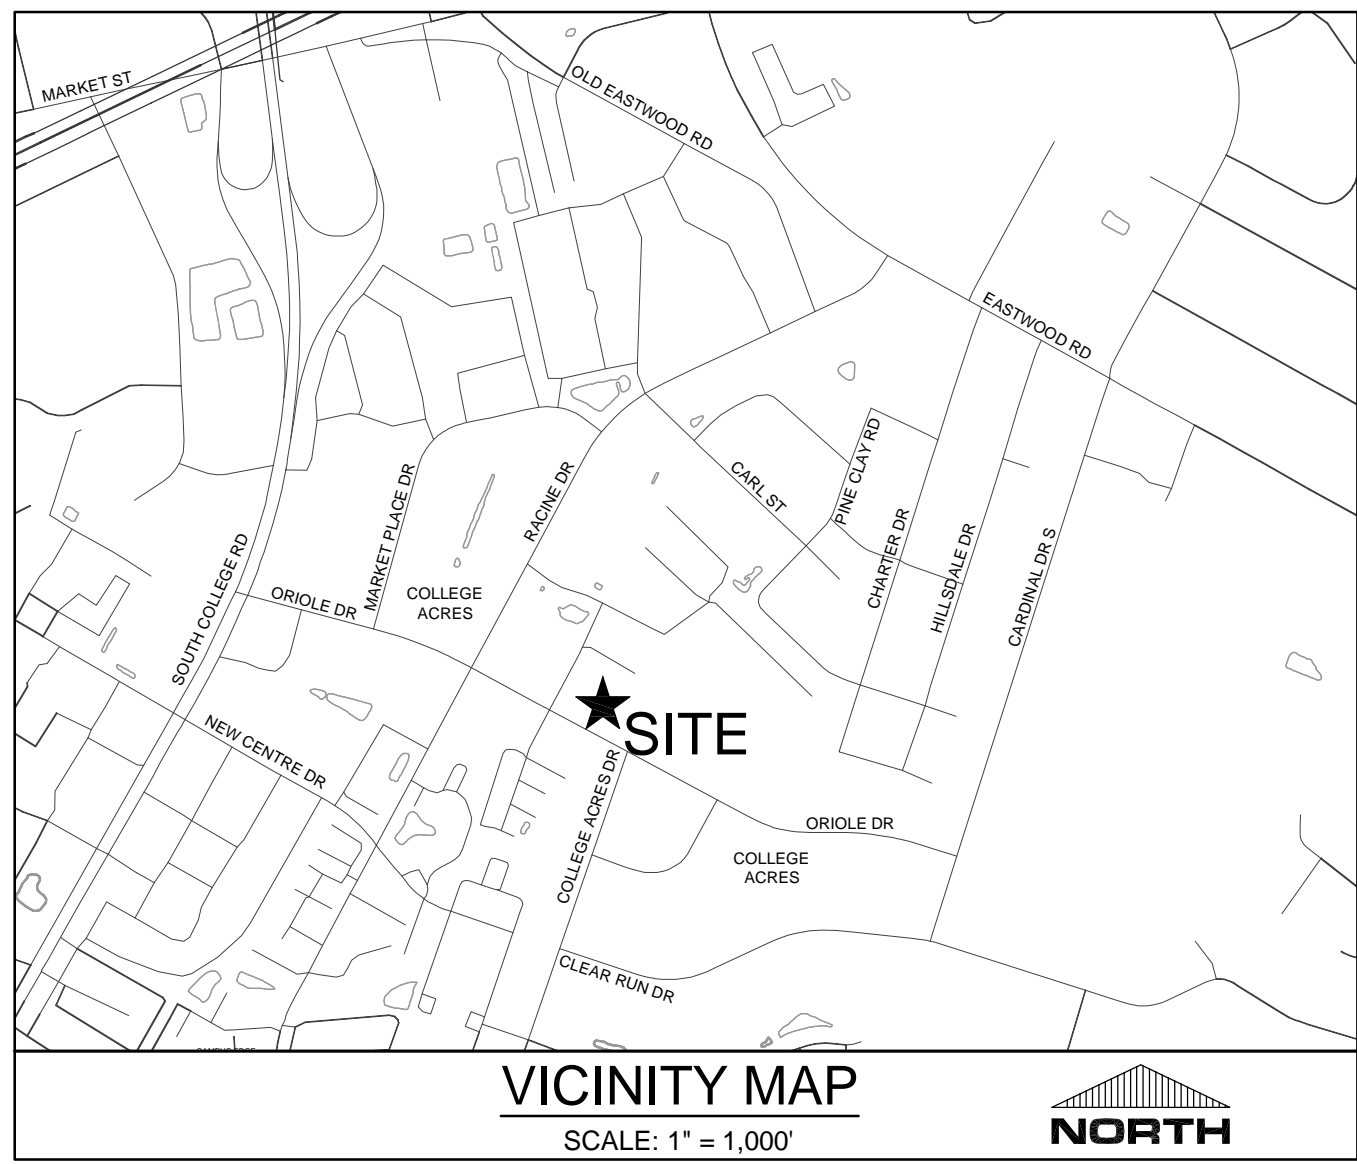 MARKET ST
OLD EASTWOOD RD
EASTWOOD RD
CARL ST
PINE CLAY RD
RACINE DR
MARKET PLACE DR
CHARTER DR
HILLSDALE DR
CARDINAL DR S
SOUTH COLLEGE RD
ORIOLE DR
COLLEGE
ACRES
SITE
NEW CENTRE DR
COLLEGE ACRES DR
ORIOLE DR
COLLEGE
ACRES
CLEAR RUN DR
VICINITY MAP
SCALE: 1" = 1,000'
NORTH